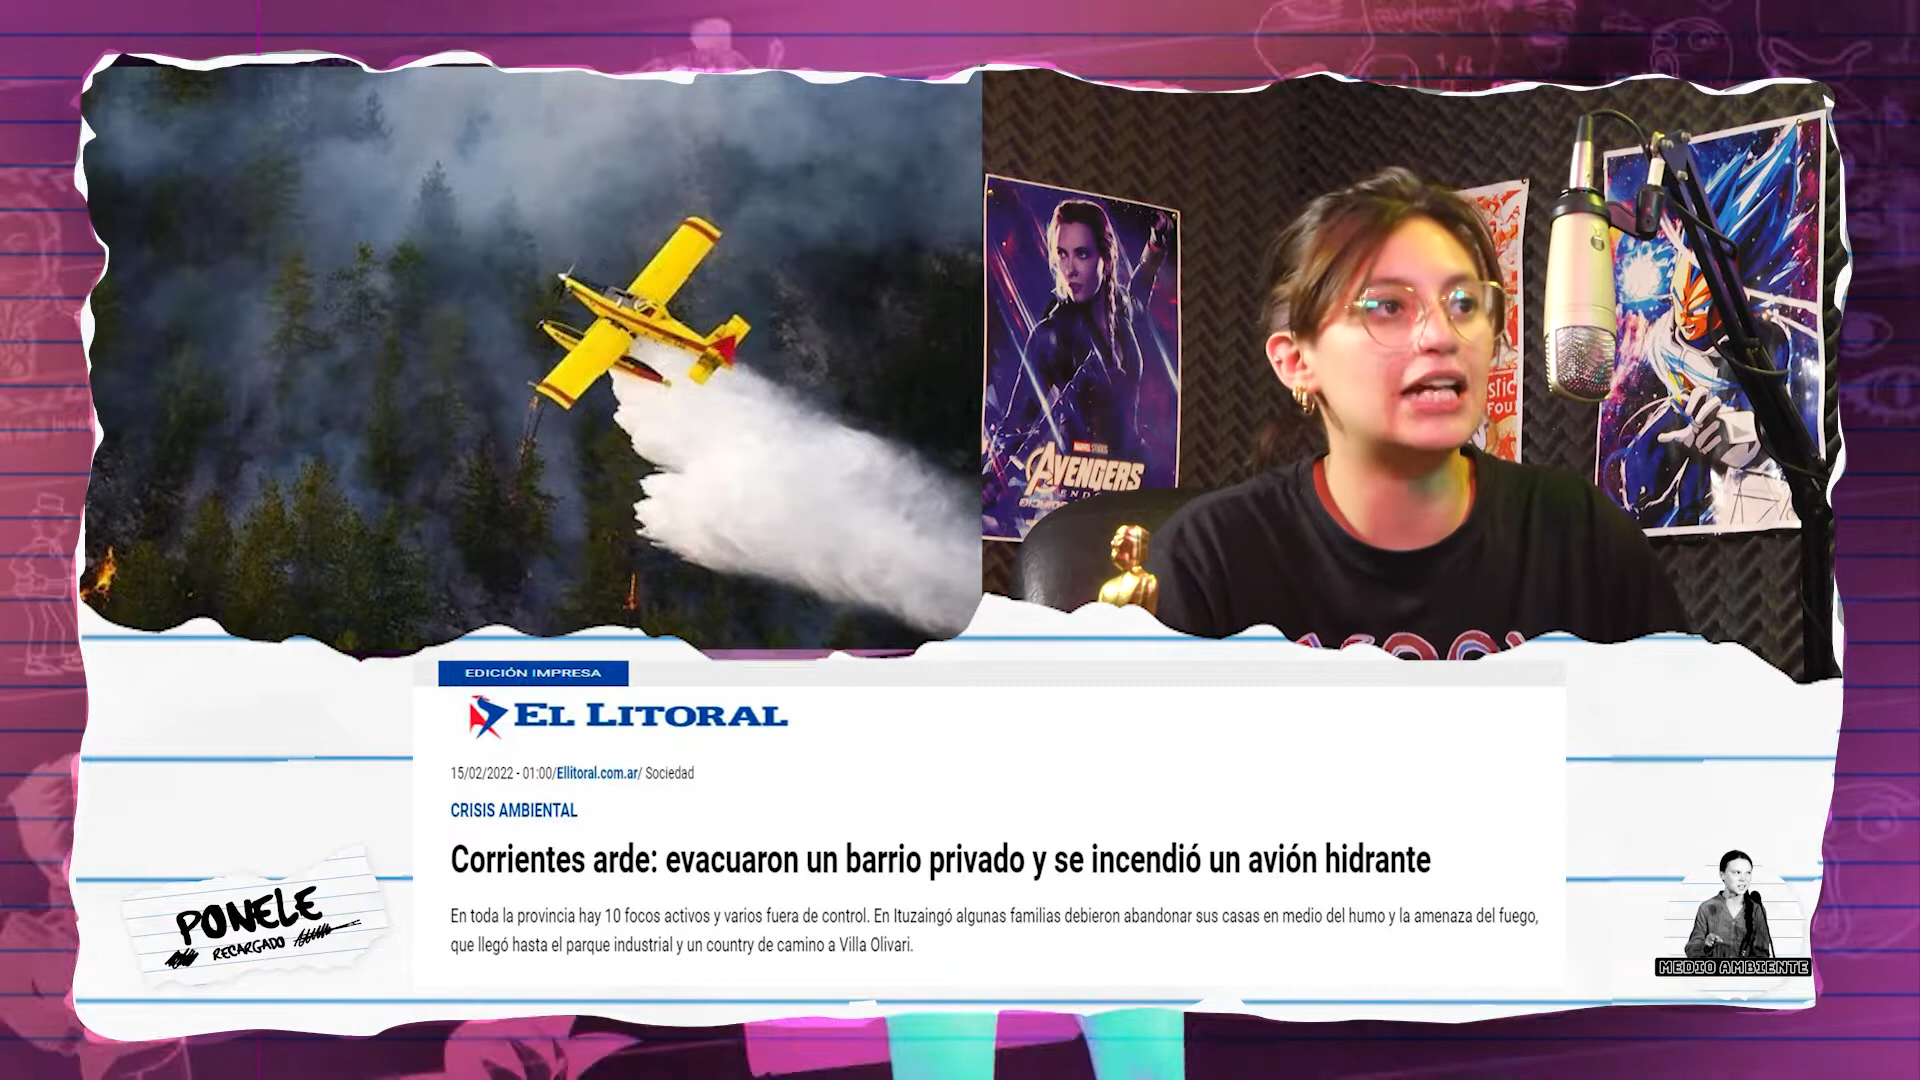 MARVEL STUDIOS
AVENGERS
EDICIÓN IMPRESA
EL LITORAL
15/02/2022 - 01:00/Ellitoral.com.ar/ Sociedad
CRISIS AMBIENTAL
Corrientes arde: evacuaron un barrio privado y se incendió un avión hidrante
En toda la provincia hay 10 focos activos y varios fuera de control. En Ituzaingó algunas familias debieron abandonar sus casas en medio del humo y la amenaza del fuego,
que llegó hasta el parque industrial y un country de camino a Villa Olivari.
PONELE
RECARGADO
MEDIO AMBIENTE